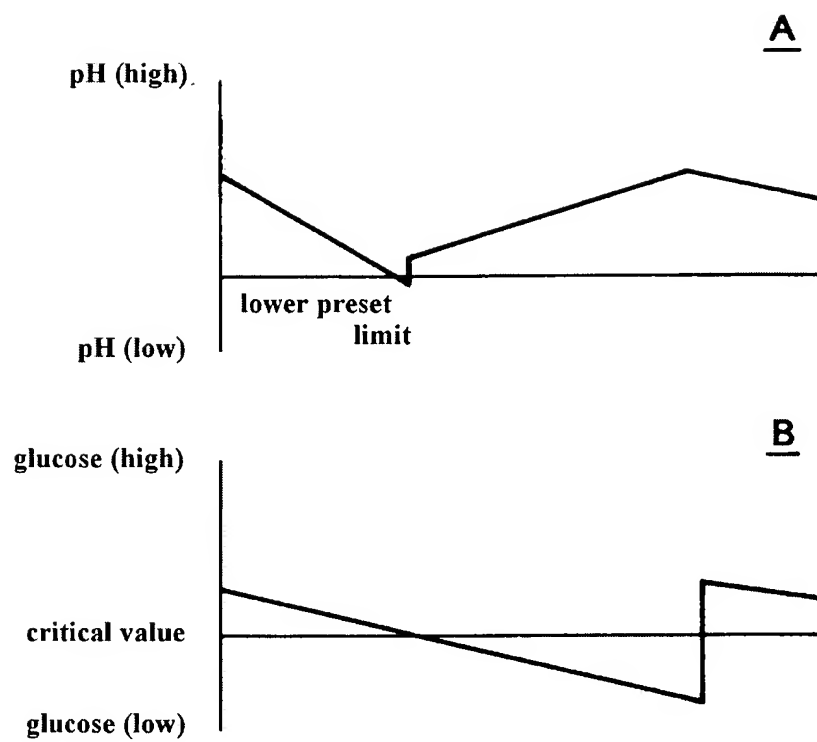 A
pH (high)
lower preset
limit
pH (low)
B
glucose (high)
critical value
glucose (low)